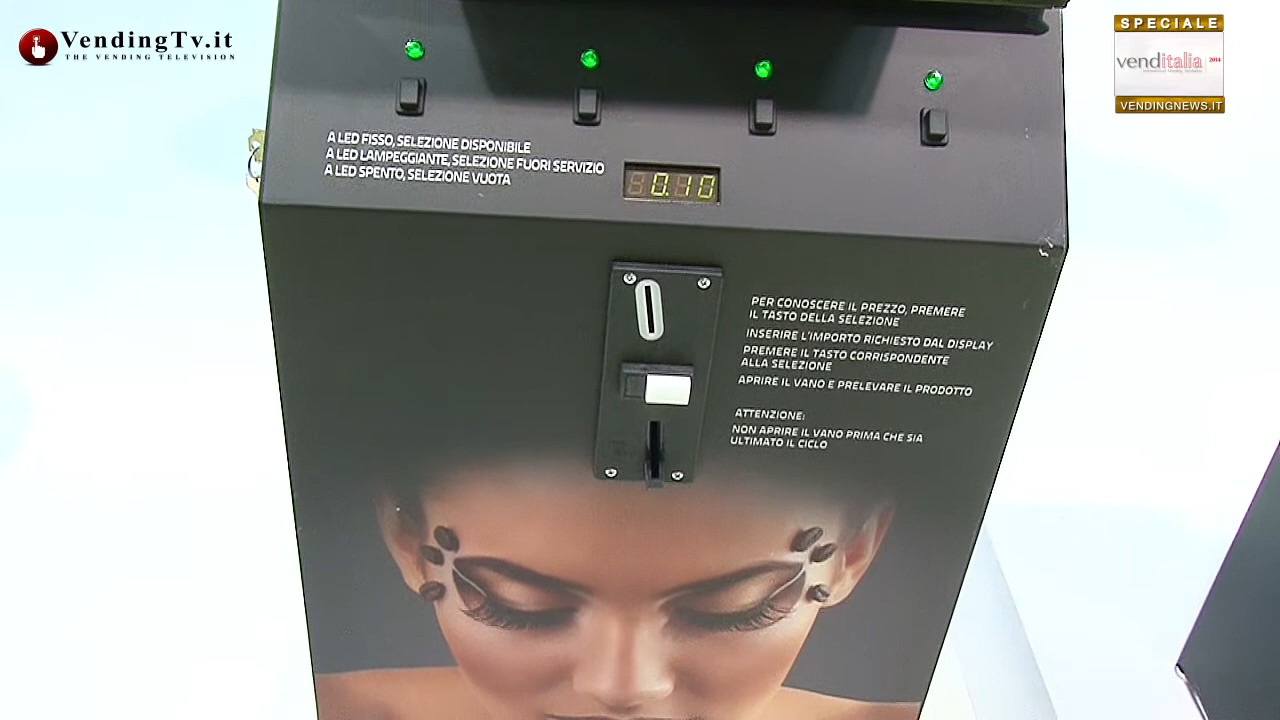 VendingTv.it
THE VENDING TELEVISION
SPECIALE
venditalia 2014
VENDINGNEWS.IT
A LED FISSO, SELEZIONE DISPONIBILE
A LED LAMPEGGIANTE, SELEZIONE FUORI SERVIZIO
A LED SPENTO, SELEZIONE VUOTA
0.10
PER CONOSCERE IL PREZZO, PREMERE
IL TASTO DELLA SELEZIONE
INSERIRE L'IMPORTO RICHIESTO DAL DISPLAY
PREMERE IL TASTO CORRISPONDENTE
ALLA SELEZIONE
APRIRE IL VANO E PRELEVARE IL PRODOTTO
ATTENZIONE:
NON APRIRE IL VANO PRIMA CHE SIA
ULTIMATO IL CICLO